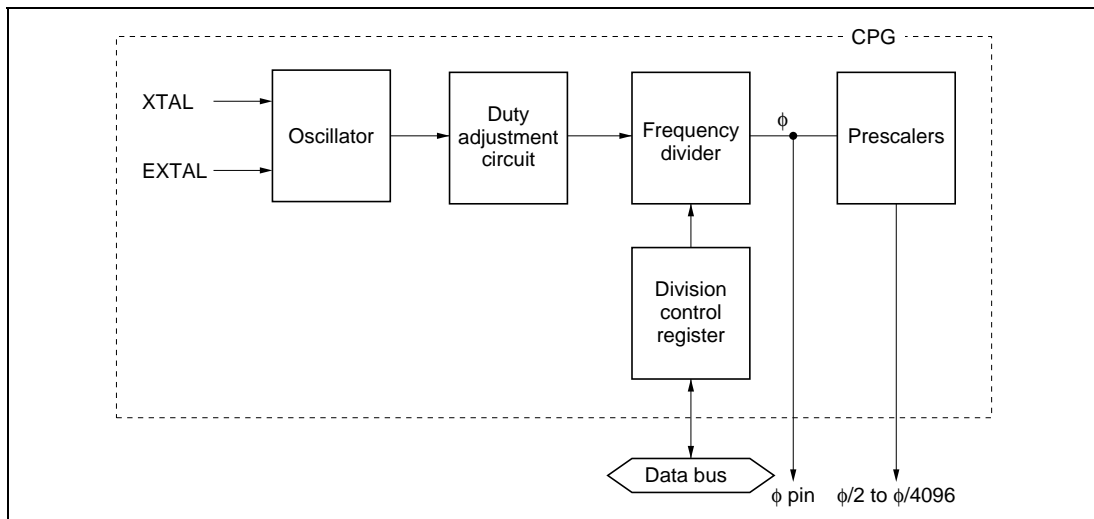 CPG
XTAL
EXTAL
Oscillator
Duty
adjustment
circuit
Frequency
divider
ϕ
Prescalers
Division
control
register
Data bus
ϕ pin
ϕ/2 to ϕ/4096